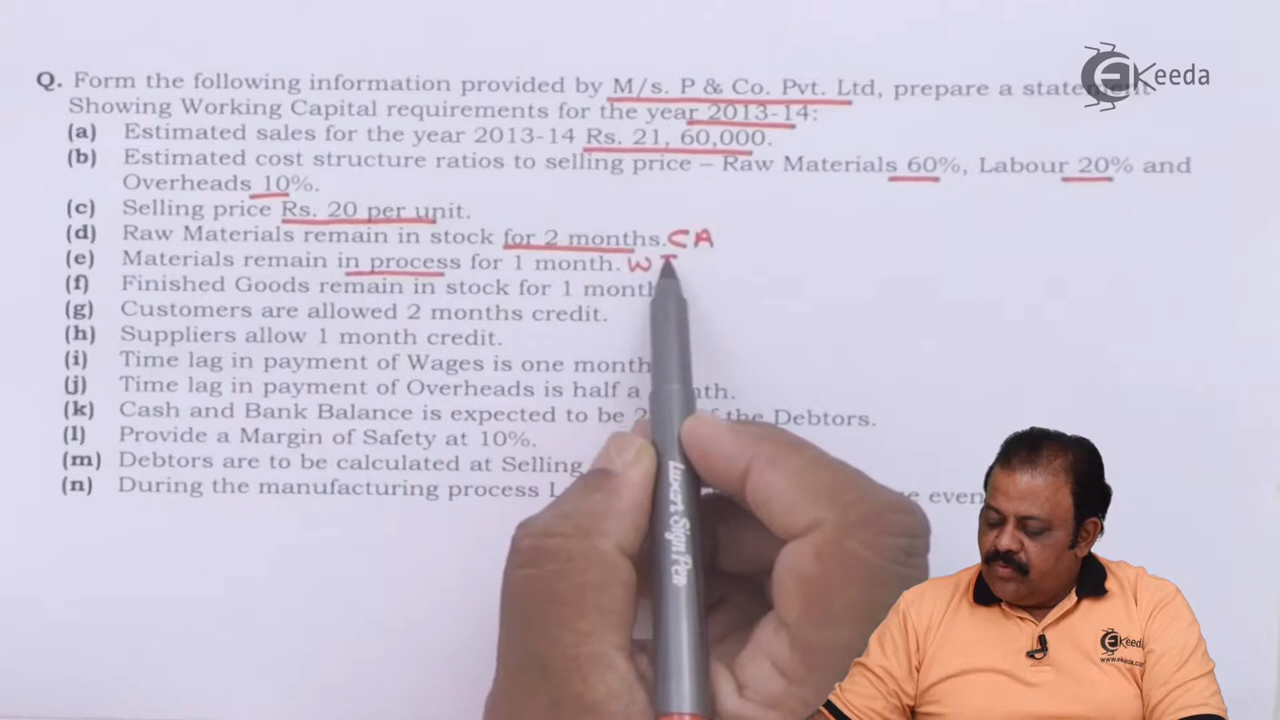 Keeda
Q. Form the following information provided by M/s. P & Co. Pvt. Ltd, prepare a statement
Showing Working Capital requirements for the year 2013-14:
(a) Estimated sales for the year 2013-14 Rs. 21, 60,000.
(b) Estimated cost structure ratios to selling price – Raw Materials 60%, Labour 20% and
Overheads 10%.
(c) Selling price Rs. 20 per unit.
(d) Raw Materials remain in stock for 2 months. CA
(e) Materials remain in process for 1 month. W
(f) Finished Goods remain in stock for 1 month
(g) Customers are allowed 2 months credit.
(h) Suppliers allow 1 month credit.
(i) Time lag in payment of Wages is one month
(j) Time lag in payment of Overheads is half a
(k) Cash and Bank Balance is expected to be the Debtors.
(l) Provide a Margin of Safety at 10%.
(m) Debtors are to be calculated at Selling
(n) During the manufacturing process
Luxor Sign Pen
Keeda